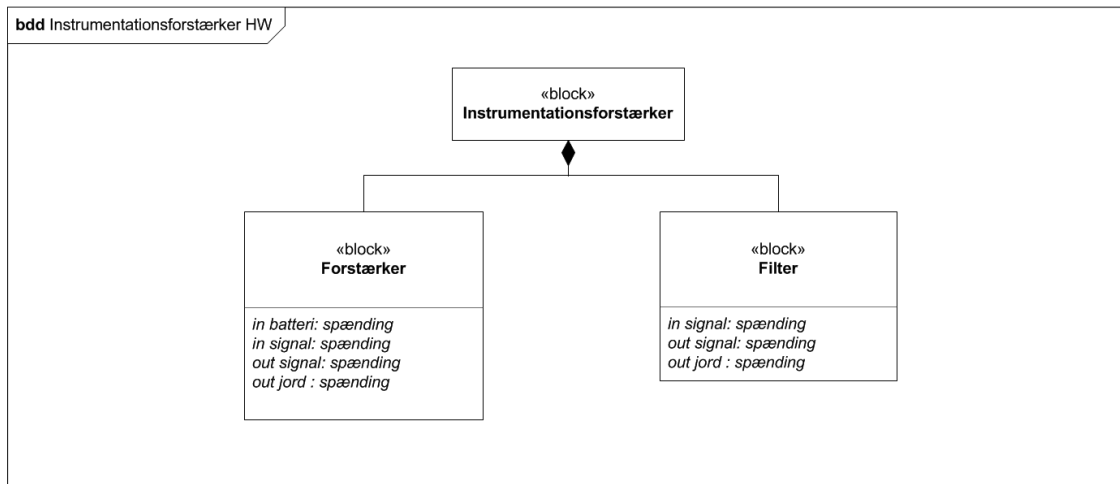 bdd Instrumentationsforstærker HW
«block»
Instrumentationsforstærker
«block»
Forstærker
in batteri: spænding
in signal: spænding
out signal: spænding
out jord : spænding
«block»
Filter
in signal: spænding
out signal: spænding
out jord : spænding